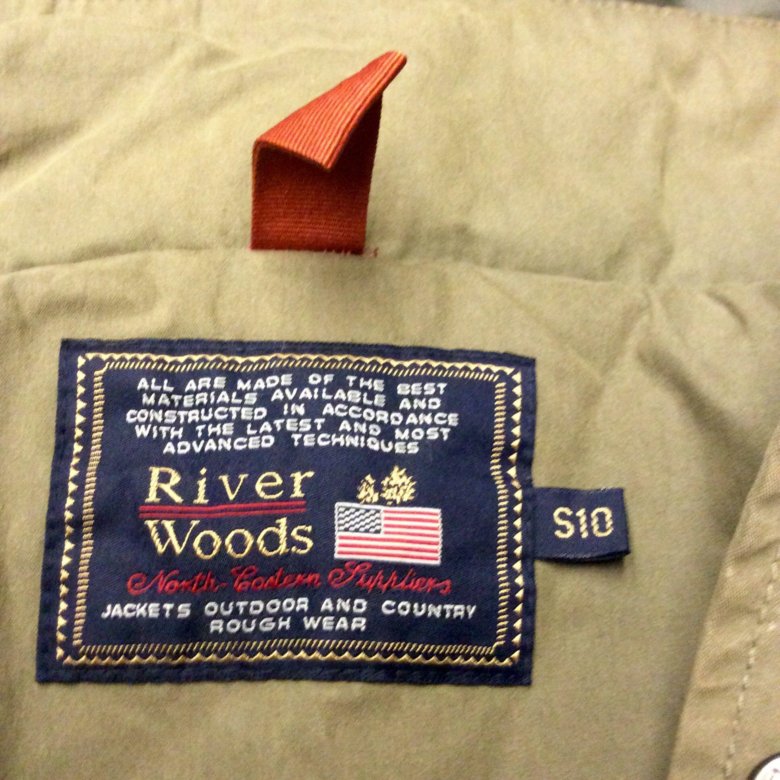 ALL ARE MADE OF THE BEST
MATERIALS AVAILABLE AND
CONSTRUCTED IN ACCORDANCE
WITH THE LATEST AND MOST
ADVANCED TECHNIQUES
River
Woods
North-Eastern Suppliers
JACKETS OUTDOOR AND COUNTRY
ROUGH WEAR
S10